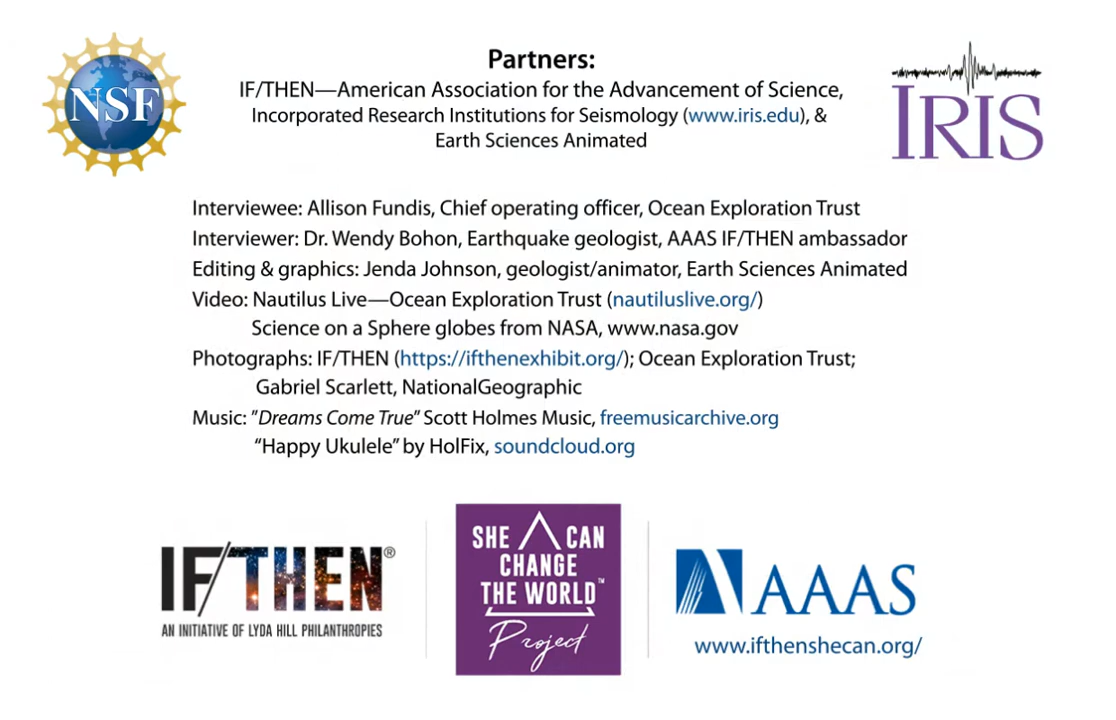 NSF
Partners:
IF/THEN—American Association for the Advancement of Science,
Incorporated Research Institutions for Seismology (www.iris.edu), &
Earth Sciences Animated
IRIS
Interviewee: Allison Fundis, Chief operating officer, Ocean Exploration Trust
Interviewer: Dr. Wendy Bohon, Earthquake geologist, AAAS IF/THEN ambassador
Editing & graphics: Jenda Johnson, geologist/animator, Earth Sciences Animated
Video: Nautilus Live—Ocean Exploration Trust (nautiluslive.org/)
Science on a Sphere globes from NASA, www.nasa.gov
Photographs: IF/THEN (https://ifthenexhibit.org/); Ocean Exploration Trust;
Gabriel Scarlett, NationalGeographic
Music: ”Dreams Come True” Scott Holmes Music, freemusicarchive.org
“Happy Ukulele” by HolFix, soundcloud.org
IF/THEN®
AN INITIATIVE OF LYDA HILL PHILANTHROPIES
SHE CAN
CHANGE
THE WORLD™
Project
AAAS
www.ifthenshecan.org/